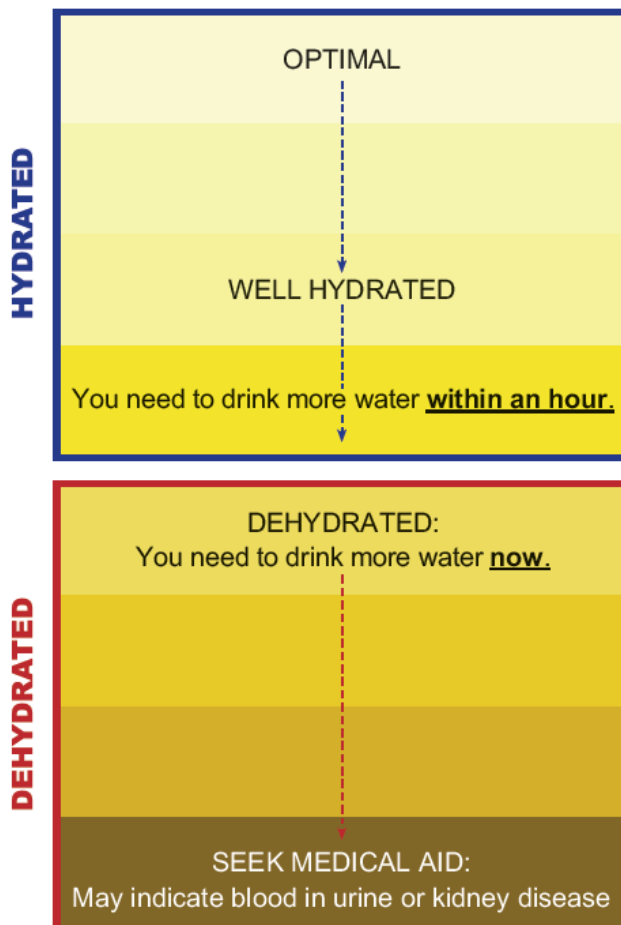 HYDRATED
OPTIMAL
WELL HYDRATED
You need to drink more water within an hour.
DEHYDRATED
DEHYDRATED:
You need to drink more water now.
SEEK MEDICAL AID:
May indicate blood in urine or kidney disease